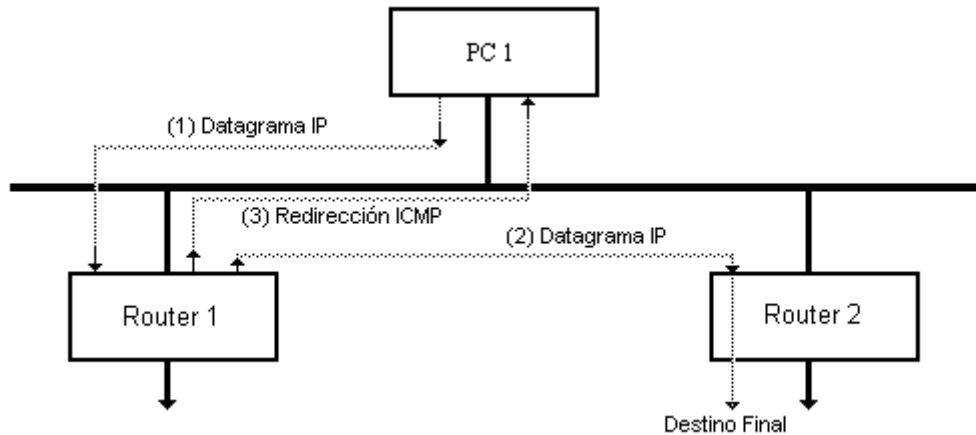 PC 1
(1) Datagrama IP
(3) Redirección ICMP
(2) Datagrama IP
Router 1
Router 2
Destino Final